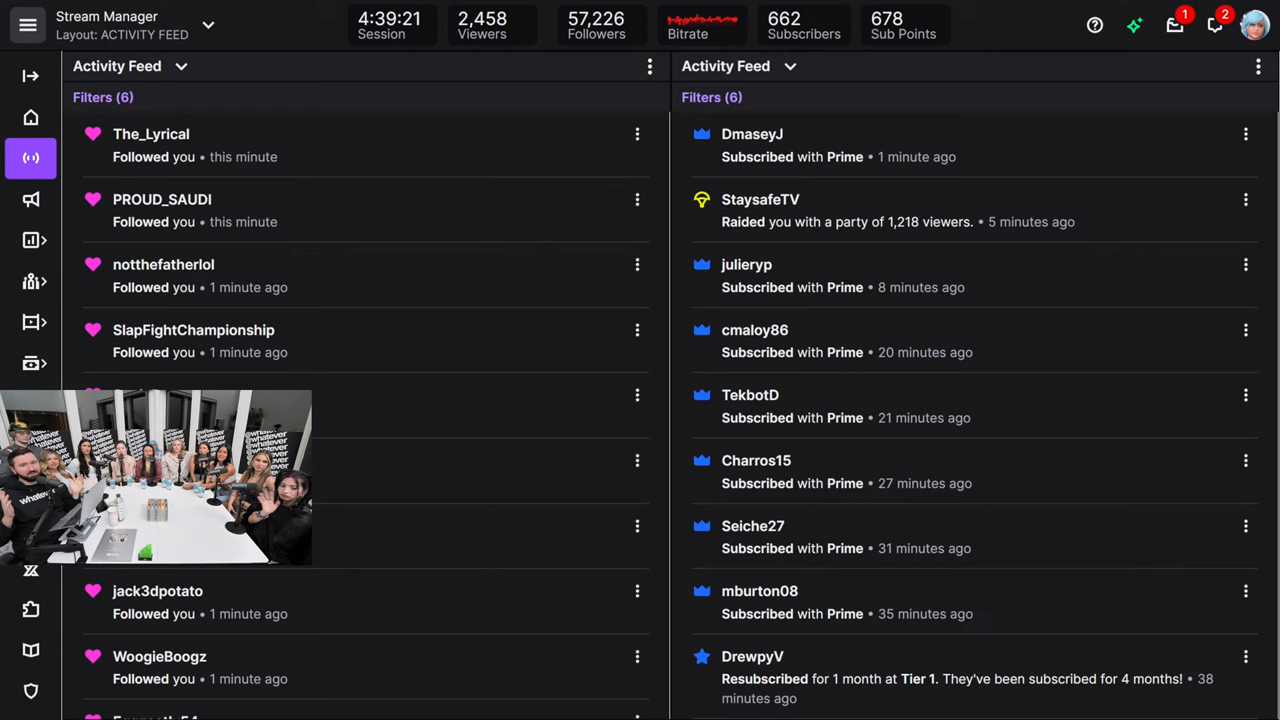 Stream Manager
Layout: ACTIVITY FEED
4:39:21
Session
2,458
Viewers
57,226
Followers
Bitrate
662
Subscribers
678
Sub Points
1
2
Activity Feed
Filters (6)
The_Lyrical
Followed you • this minute
PROUD_SAUDI
Followed you • this minute
notthefatherlol
Followed you • 1 minute ago
SlapFightChampionship
Followed you • 1 minute ago
@whatever
whatever
jack3dpotato
Followed you • 1 minute ago
WoogieBoogz
Followed you • 1 minute ago
Activity Feed
Filters (6)
DmaseyJ
Subscribed with Prime • 1 minute ago
StaysafeTV
Raided you with a party of 1,218 viewers. • 5 minutes ago
julieryp
Subscribed with Prime • 8 minutes ago
cmaloy86
Subscribed with Prime • 20 minutes ago
TekbotD
Subscribed with Prime • 21 minutes ago
Charros15
Subscribed with Prime • 27 minutes ago
Seiche27
Subscribed with Prime • 31 minutes ago
mburton08
Subscribed with Prime • 35 minutes ago
DrewpyV
Resubscribed for 1 month at Tier 1. They've been subscribed for 4 months! • 38
minutes ago